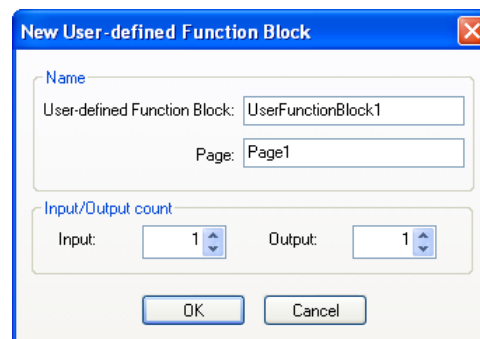 New User-defined Function Block
Name
User-defined Function Block: UserFunctionBlock1
Page: Page1
Input/Output count
Input: 1 Output: 1
OK Cancel